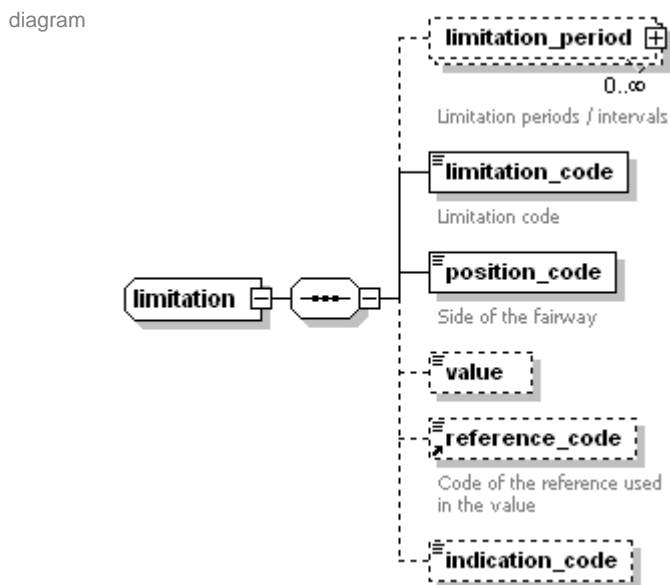 diagram
limitation_period
0..∞
Limitation periods / intervals
limitation_code
Limitation code
limitation
position_code
Side of the fairway
value
reference_code
Code of the reference used
in the value
indication_code